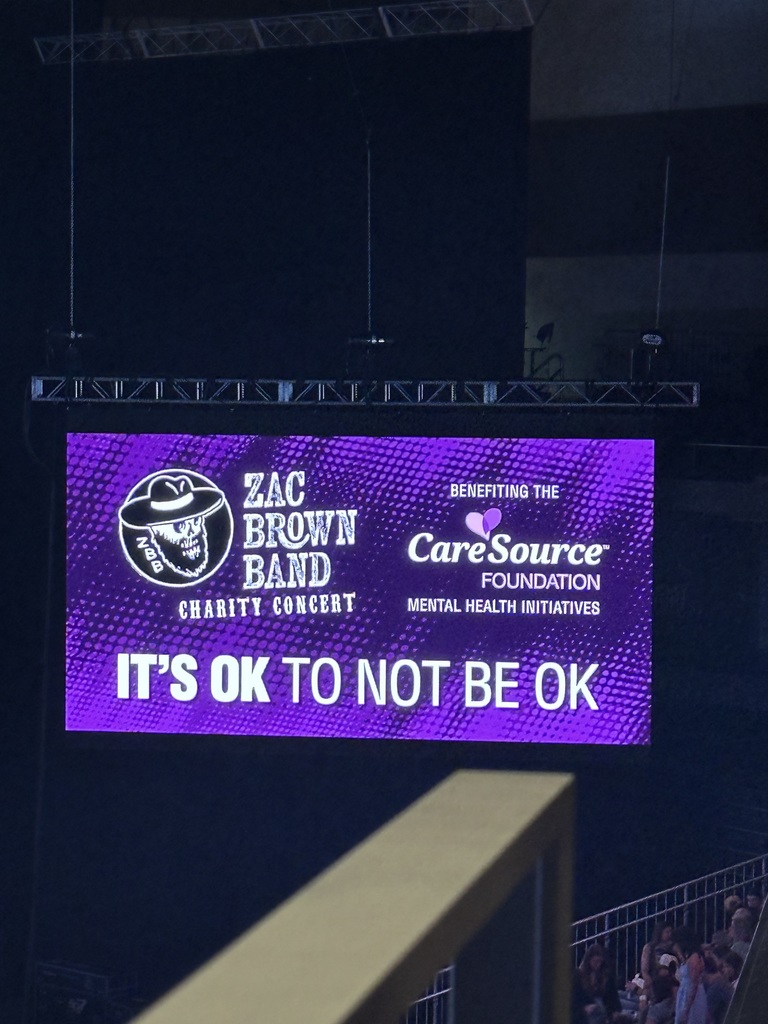 ZBB
ZAC
BROWN
BAND
CHARITY CONCERT
BENEFITING THE
CareSource™
FOUNDATION
MENTAL HEALTH INITIATIVES
IT'S OK TO NOT BE OK